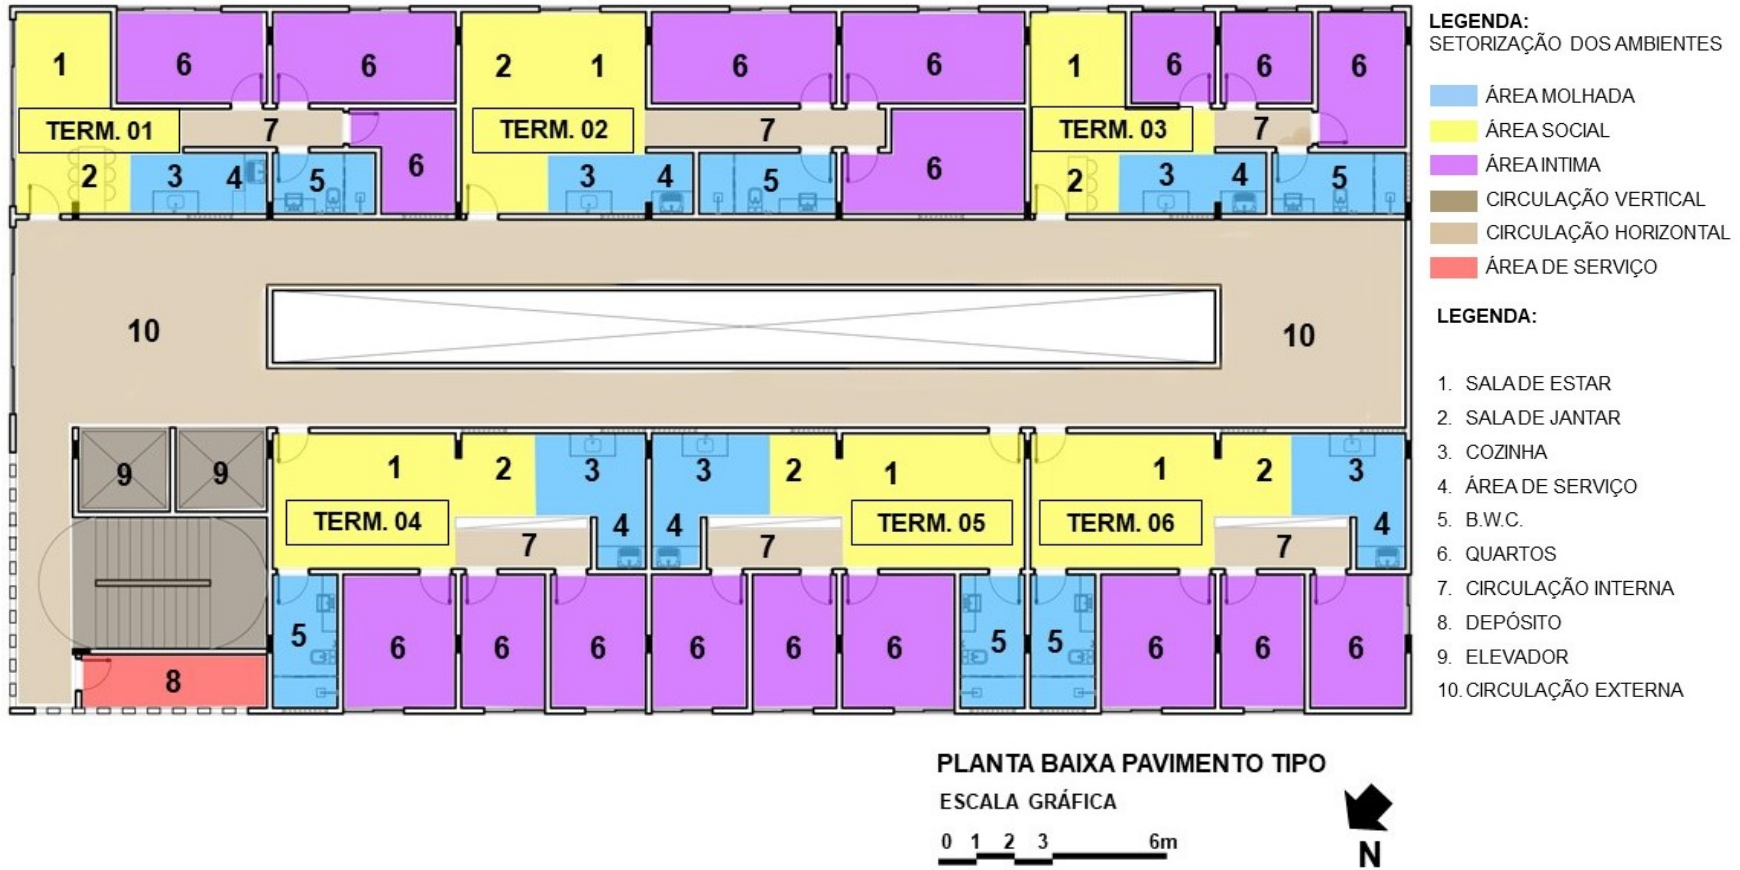 1 6 6 2 1 6 6 1 6 6 6
TERM. 01 7 TERM. 02 7 TERM. 03 7
2 3 4 5 6 3 4 5 6 2 3 4 5
10 10
9 9 1 2 3 3 2 1 1 2 3
TERM. 04 7 4 4 7 TERM. 05 TERM. 06 7 4
8 5 6 6 6 6 6 6 5 5 6 6 6
LEGENDA:
SETORIZAÇÃO DOS AMBIENTES
ÁREA MOLHADA
ÁREA SOCIAL
ÁREA INTIMA
CIRCULAÇÃO VERTICAL
CIRCULAÇÃO HORIZONTAL
ÁREA DE SERVIÇO
LEGENDA:
1. SALA DE ESTAR
2. SALA DE JANTAR
3. COZINHA
4. ÁREA DE SERVIÇO
5. B.W.C.
6. QUARTOS
7. CIRCULAÇÃO INTERNA
8. DEPÓSITO
9. ELEVADOR
10. CIRCULAÇÃO EXTERNA
PLANTA BAIXA PAVIMENTO TIPO
ESCALA GRÁFICA
0 1 2 3 6m
N